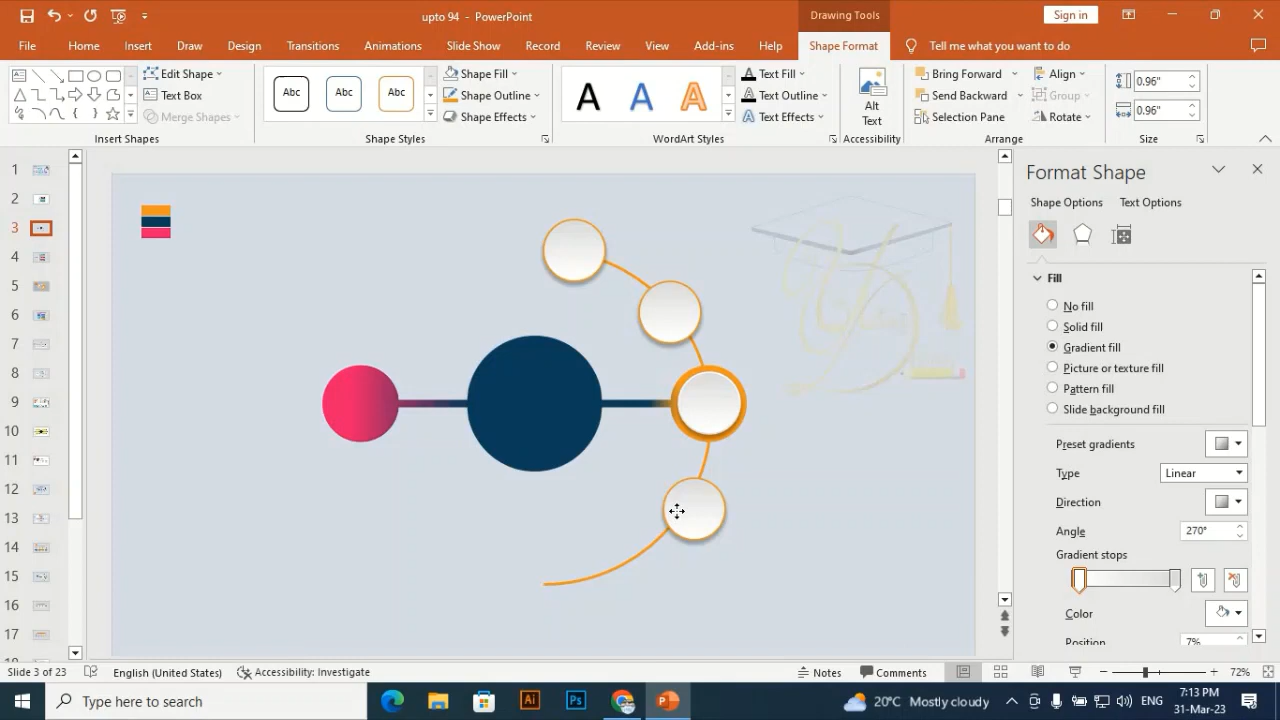 upto 94 - PowerPoint
Drawing Tools
Sign in
File Home Insert Draw Design Transitions Animations Slide Show Record Review View Add-ins Help Shape Format Tell me what you want to do
Edit Shape
Text Box
Merge Shapes
Insert Shapes
Abc Abc Abc
Shape Fill
Shape Outline
Shape Effects
Shape Styles
A A A
Text Fill
Text Outline
Text Effects
WordArt Styles
Alt
Text
Accessibility
Bring Forward
Send Backward
Selection Pane
Align
Group
Rotate
Arrange
0.96"
0.96"
Size
1
2
3
4
5
6
7
8
9
10
11
12
13
14
15
16
17
Format Shape
Shape Options Text Options
Fill
No fill
Solid fill
Gradient fill
Picture or texture fill
Pattern fill
Slide background fill
Preset gradients
Type Linear
Direction
Angle 270°
Gradient stops
Color
Position 7%
Slide 3 of 23 English (United States) Accessibility: Investigate Notes Comments 72%
Type here to search
Ai Ps P
20°C Mostly cloudy
ENG
7:13 PM
31-Mar-23